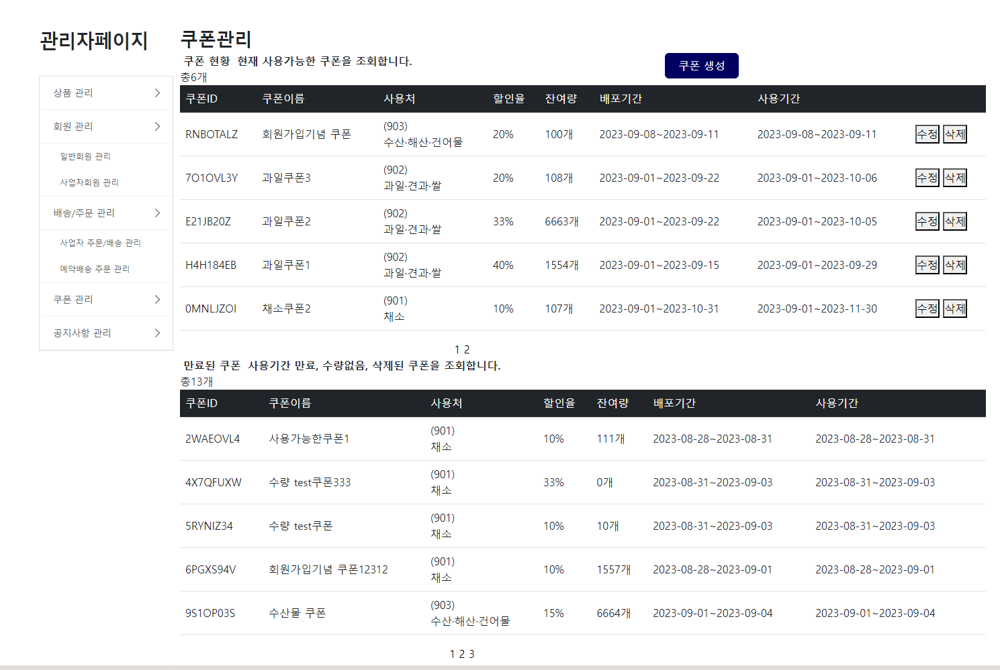 관리자페이지
상품 관리
회원 관리
일반회원 관리
사업자회원 관리
배송/주문 관리
사업자 주문/배송 관리
예약배송 주문 관리
쿠폰 관리
공지사항 관리
쿠폰관리
쿠폰 현황 현재 사용가능한 쿠폰을 조회합니다.
쿠폰 생성
총6개
쿠폰ID 쿠폰이름 사용처 할인율 잔여량 배포기간 사용기간
RNBOTALZ 회원가입기념 쿠폰 (903) 20% 100개 2023-09-08~2023-09-11 2023-09-08~2023-09-11 수정 삭제
수산·해산·건어물
7O1OVL3Y 과일쿠폰3 (902) 20% 108개 2023-09-01~2023-09-22 2023-09-01~2023-10-06 수정 삭제
과일·견과·쌀
E21JB20Z 과일쿠폰2 (902) 33% 6663개 2023-09-01~2023-09-22 2023-09-01~2023-10-05 수정 삭제
과일·견과·쌀
H4H184EB 과일쿠폰1 (902) 40% 1554개 2023-09-01~2023-09-15 2023-09-01~2023-09-29 수정 삭제
과일·견과·쌀
0MNLJZOI 채소쿠폰2 (901) 10% 107개 2023-09-01~2023-10-31 2023-09-01~2023-11-30 수정 삭제
채소
1 2
만료된 쿠폰 사용기간 만료, 수량없음, 삭제된 쿠폰을 조회합니다.
총13개
쿠폰ID 쿠폰이름 사용처 할인율 잔여량 배포기간 사용기간
2WAEOVL4 사용가능한쿠폰1 (901) 10% 111개 2023-08-28~2023-08-31 2023-08-28~2023-08-31
채소
4X7QFUXW 수량 test쿠폰333 (901) 33% 0개 2023-08-31~2023-09-03 2023-08-31~2023-09-03
채소
5RYNIZ34 수량 test쿠폰 (901) 10% 10개 2023-08-31~2023-09-03 2023-08-31~2023-09-03
채소
6PGXS94V 회원가입기념 쿠폰12312 (901) 10% 1557개 2023-08-28~2023-09-01 2023-08-28~2023-09-01
채소
9S1OP03S 수산물 쿠폰 (903) 15% 6664개 2023-09-01~2023-09-04 2023-09-01~2023-09-04
수산·해산·건어물
1 2 3